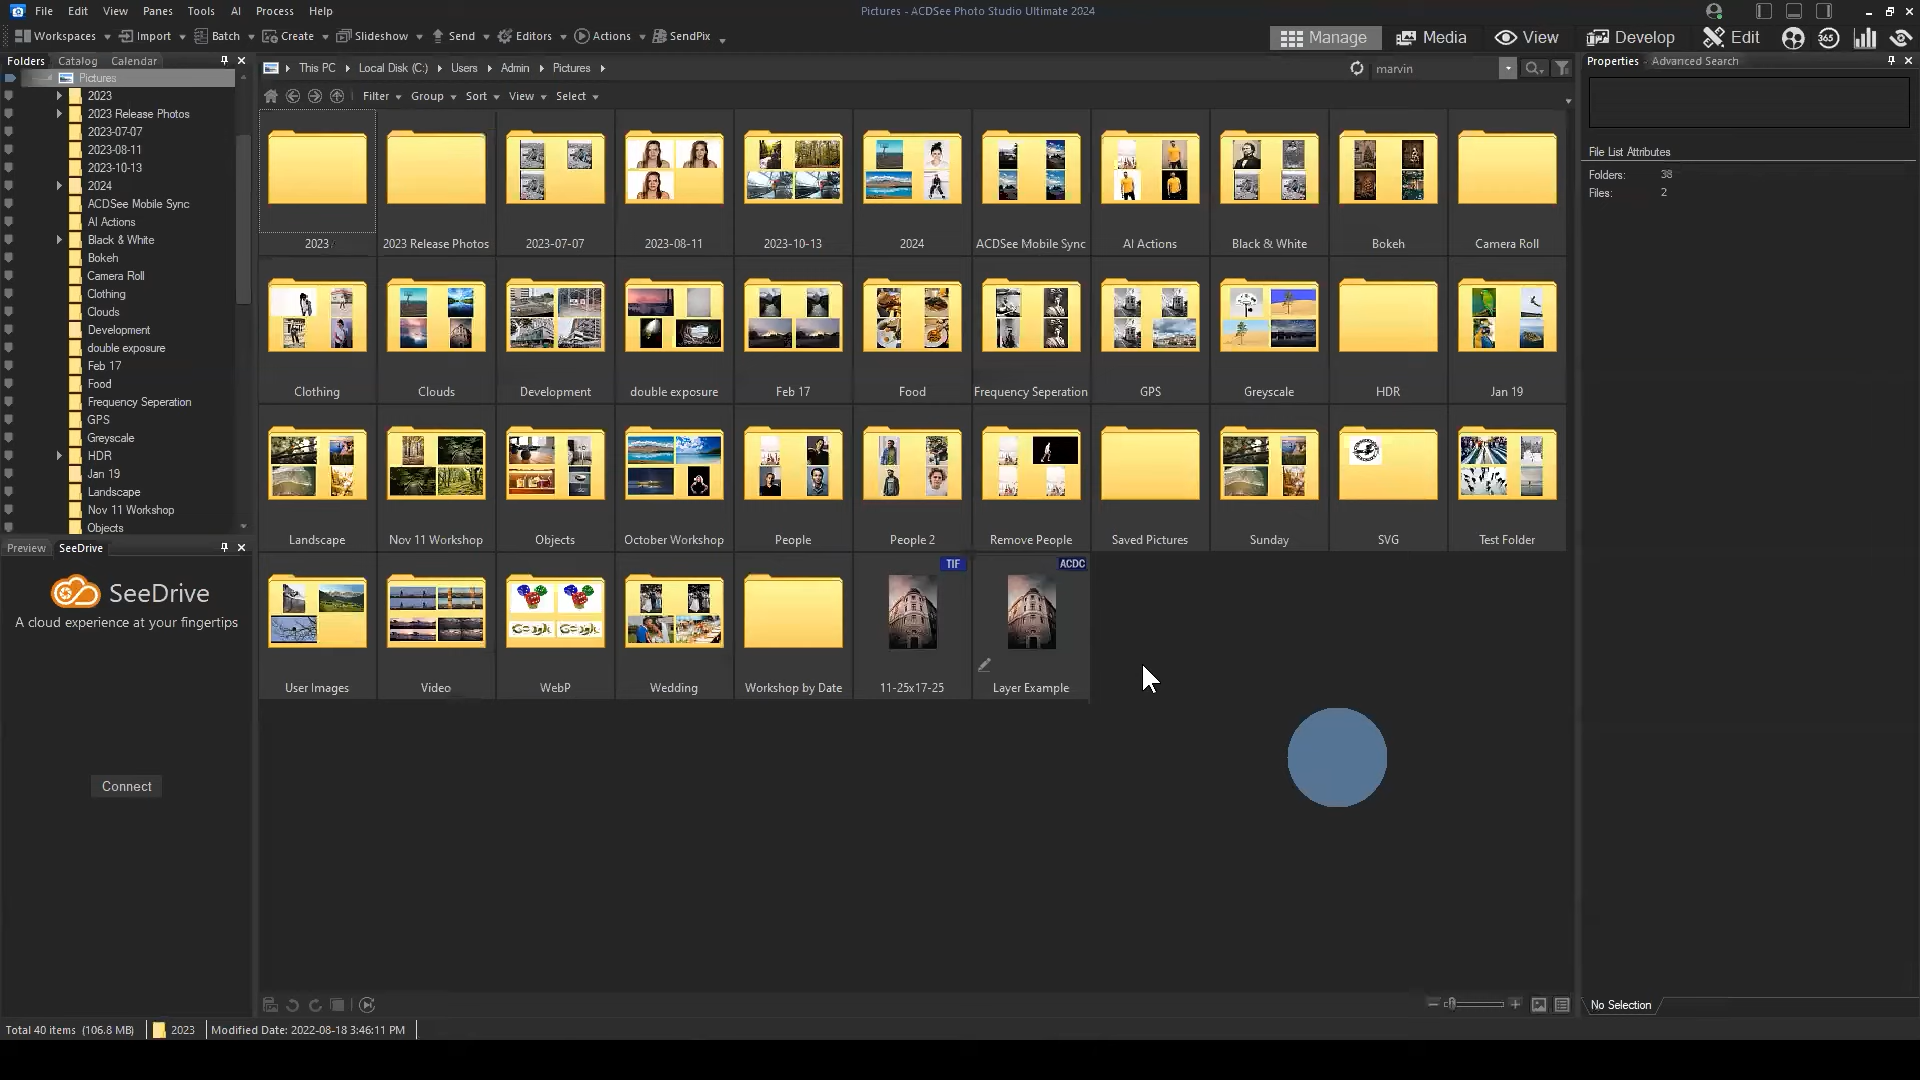 File Edit View Panes Tools AI Process Help
Pictures - ACDSee Photo Studio Ultimate 2024
Workspaces Import Batch Create Slideshow Send Editors Actions SendPix
Manage Media View Develop Edit 365
Folders Catalog Calendar
This PC Local Disk (C:) Users Admin Pictures
marvin
Properties Advanced Search
Filter Group Sort View Select
Pictures
2023
2023 Release Photos
2023-07-07
2023-08-11
2023-10-13
2024
ACDSee Mobile Sync
AI Actions
Black & White
Bokeh
Camera Roll
Clothing
Clouds
Development
double exposure
Feb 17
Food
Frequency Seperation
GPS
Greyscale
HDR
Jan 19
Landscape
Nov 11 Workshop
Objects
2023 2023 Release Photos 2023-07-07 2023-08-11 2023-10-13 2024 ACDSee Mobile Sync AI Actions Black & White Bokeh Camera Roll
Clothing Clouds Development double exposure Feb 17 Food Frequency Seperation GPS Greyscale HDR Jan 19
Landscape Nov 11 Workshop Objects October Workshop People People 2 Remove People Saved Pictures Sunday SVG Test Folder
TIF ACDC
User Images Video WebP Wedding Workshop by Date 11-25x17-25 Layer Example
File List Attributes
Folders: 38
Files: 2
Preview SeeDrive
SeeDrive
A cloud experience at your fingertips
Connect
No Selection
Total 40 items (106.8 MB) 2023 Modified Date: 2022-08-18 3:46:11 PM